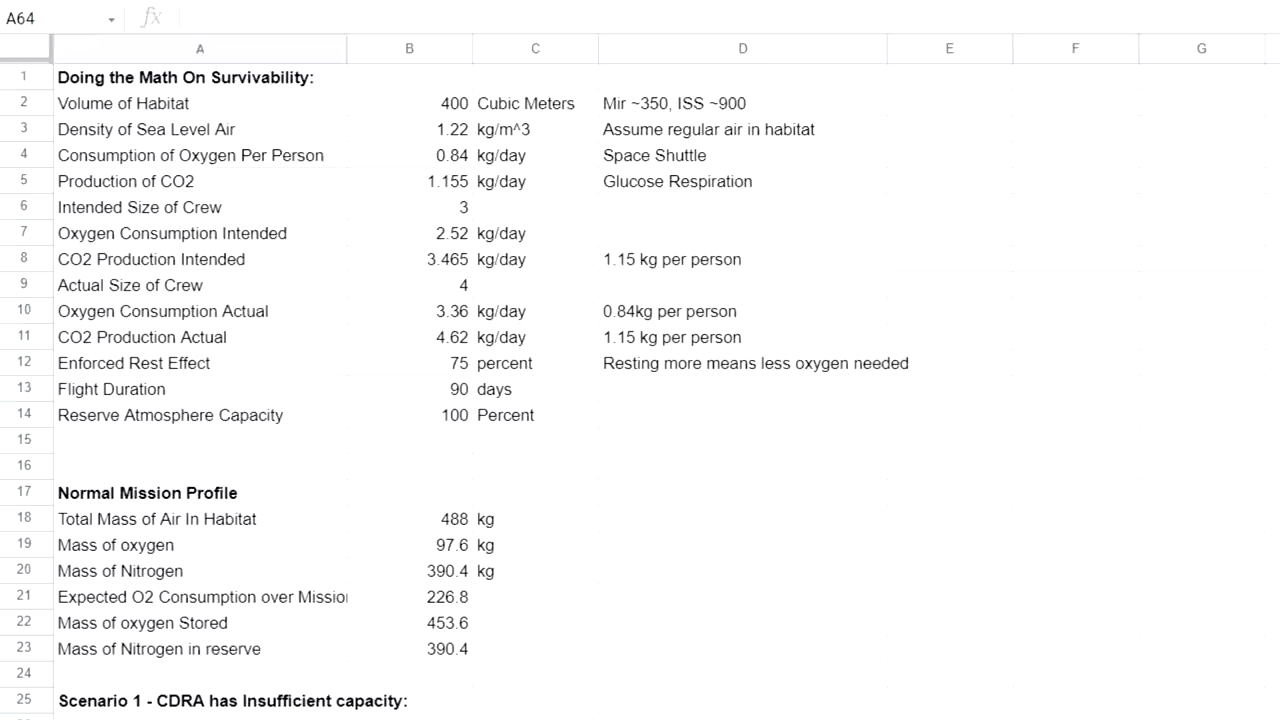 A64 fx
A B C D E F G
1 Doing the Math On Survivability:
2 Volume of Habitat 400 Cubic Meters Mir ~350, ISS ~900
3 Density of Sea Level Air 1.22 kg/m^3 Assume regular air in habitat
4 Consumption of Oxygen Per Person 0.84 kg/day Space Shuttle
5 Production of CO2 1.155 kg/day Glucose Respiration
6 Intended Size of Crew 3
7 Oxygen Consumption Intended 2.52 kg/day
8 CO2 Production Intended 3.465 kg/day 1.15 kg per person
9 Actual Size of Crew 4
10 Oxygen Consumption Actual 3.36 kg/day 0.84kg per person
11 CO2 Production Actual 4.62 kg/day 1.15 kg per person
12 Enforced Rest Effect 75 percent Resting more means less oxygen needed
13 Flight Duration 90 days
14 Reserve Atmosphere Capacity 100 Percent
15
16
17 Normal Mission Profile
18 Total Mass of Air In Habitat 488 kg
19 Mass of oxygen 97.6 kg
20 Mass of Nitrogen 390.4 kg
21 Expected O2 Consumption over Missio 226.8
22 Mass of oxygen Stored 453.6
23 Mass of Nitrogen in reserve 390.4
24
25 Scenario 1 - CDRA has Insufficient capacity: